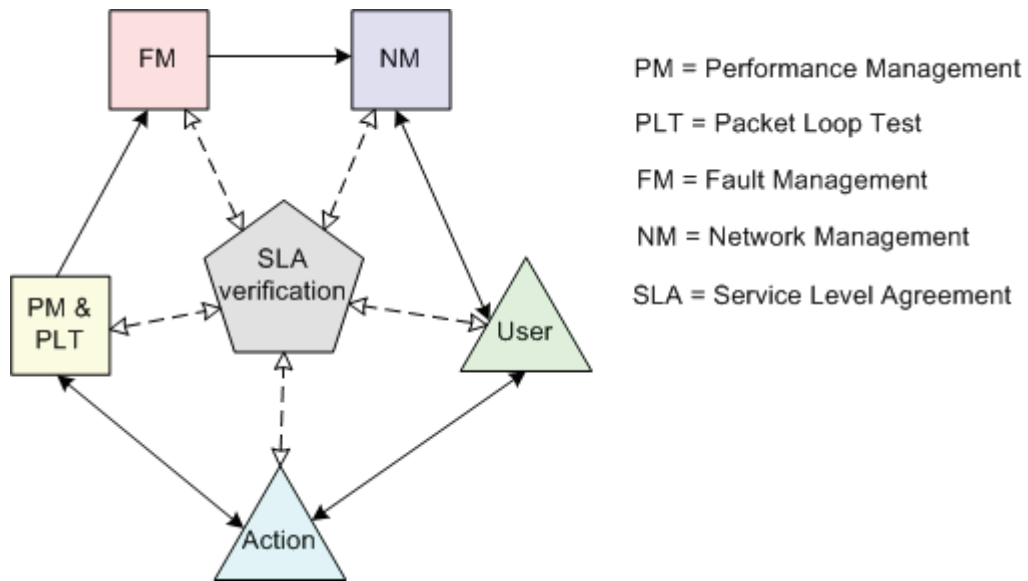 FM
NM
SLA
verification
PM &
PLT
User
Action
PM = Performance Management
PLT = Packet Loop Test
FM = Fault Management
NM = Network Management
SLA = Service Level Agreement